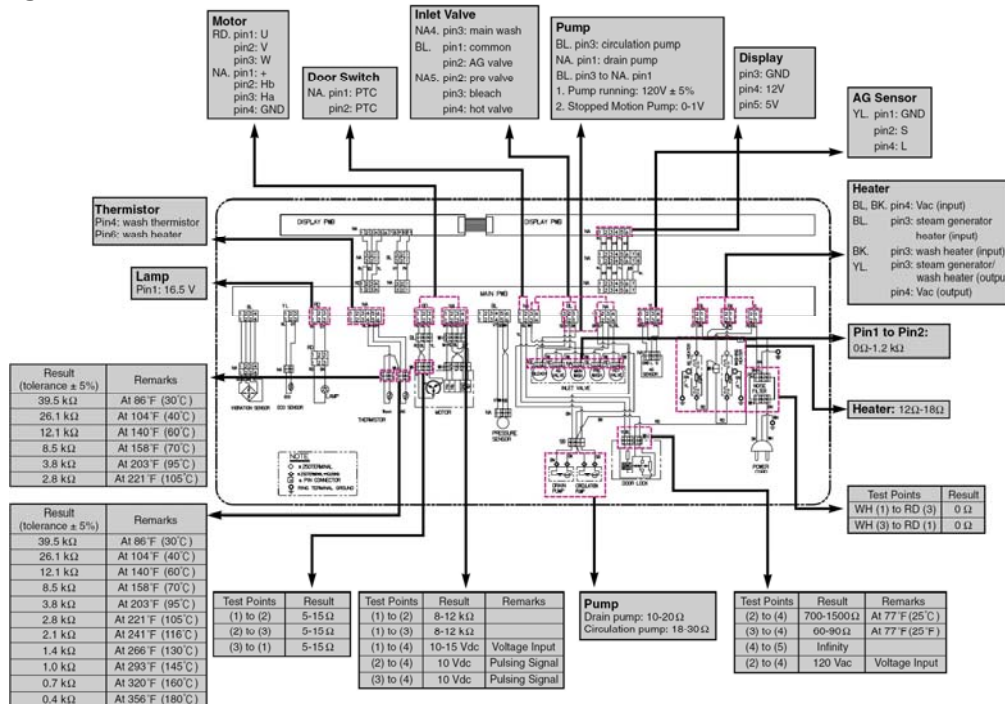 Motor
RD. pin1: U
pin2: V
pin3: W
NA. pin1: +
pin2: Hb
pin3: Ha
pin4: GND
Door Switch
NA. pin1: PTC
pin2: PTC
Inlet Valve
NA4. pin3: main wash
BL. pin1: common
pin2: AG valve
NA5. pin2: pre valve
pin3: bleach
pin4: hot valve
Pump
BL. pin3: circulation pump
NA. pin1: drain pump
BL. pin3 to NA. pin1
1. Pump running: 120V ± 5%
2. Stopped Motion Pump: 0-1V
Display
pin3: GND
pin4: 12V
pin5: 5V
AG Sensor
YL. pin1: GND
pin2: S
pin4: L
Thermistor
Pin4: wash thermistor
Pin6: wash heater
Lamp
Pin1: 16.5 V
Heater
BL, BK. pin4: Vac (input)
BL. pin3: steam generator
heater (input)
BK. pin3: wash heater (input)
YL. pin3: steam generator/
wash heater (outpu
pin4: Vac (output)
Pin1 to Pin2:
0Ω-1.2 kΩ
Heater: 12Ω-18Ω
DISPLAY PWB
DISPLAY PWB
MAIN PWB
VIBRATION SENSOR
ECO SENSOR
LAMP
THERMISTOR
MOTOR
PRESSURE
SENSOR
INLET VALVE
DRAIN
PUMP
CIRCULATION
PUMP
DOOR-LOCK
NOISE
FILTER
POWER
CORD
NOTE
PIN CONNECTOR
RING TERMINAL GROUND
Result
(tolerance ± 5%) Remarks
39.5 kΩ At 86°F (30°C)
26.1 kΩ At 104°F (40°C)
12.1 kΩ At 140°F (60°C)
8.5 kΩ At 158°F (70°C)
3.8 kΩ At 203°F (95°C)
2.8 kΩ At 221°F (105°C)
Result
(tolerance ± 5%) Remarks
39.5 kΩ At 86°F (30°C)
26.1 kΩ At 104°F (40°C)
12.1 kΩ At 140°F (60°C)
8.5 kΩ At 158°F (70°C)
3.8 kΩ At 203°F (95°C)
2.8 kΩ At 221°F (105°C)
2.1 kΩ At 241°F (116°C)
1.4 kΩ At 266°F (130°C)
1.0 kΩ At 293°F (145°C)
0.7 kΩ At 320°F (160°C)
0.4 kΩ At 356°F (180°C)
Test Points Result
(1) to (2) 5-15Ω
(2) to (3) 5-15Ω
(3) to (1) 5-15Ω
Test Points Result Remarks
(1) to (2) 8-12 kΩ
(1) to (3) 8-12 kΩ
(1) to (4) 10-15 Vdc Voltage Input
(2) to (4) 10 Vdc Pulsing Signal
(3) to (4) 10 Vdc Pulsing Signal
Pump
Drain pump: 10-20Ω
Circulation pump: 18-30Ω
Test Points Result
WH (1) to RD (3) 0 Ω
WH (3) to RD (1) 0 Ω
Test Points Result Remarks
(2) to (4) 700-1500Ω At 77°F(25°C)
(3) to (4) 60-90Ω At 77°F(25°F)
(4) to (5) Infinity
(2) to (4) 120 Vac Voltage Input